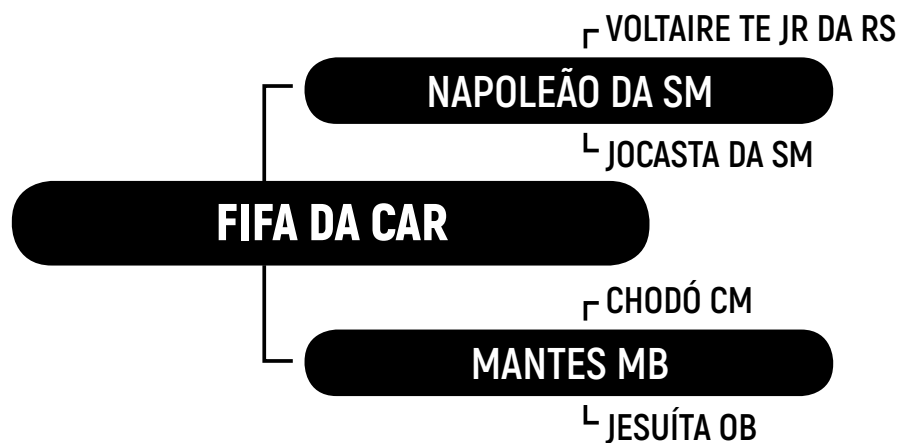 VOLTAIRE TE JR DA RS
NAPOLEÃO DA SM
JOCASTA DA SM
FIFA DA CAR
CHODÓ CM
MANTES MB
JESUÍTA OB